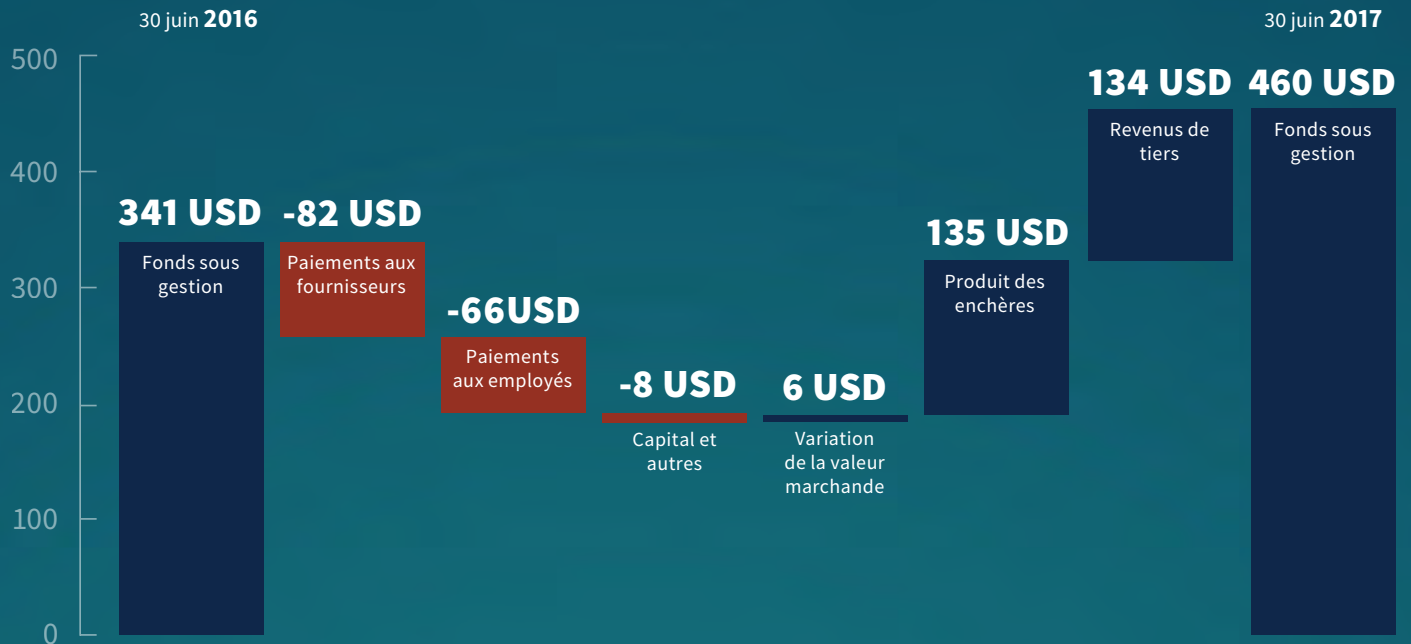 30 juin 2016
30 juin 2017
500
400
300
200
100
0
341 USD
Fonds sous
gestion
-82 USD
Paiements aux
fournisseurs
-66USD
Paiements
aux employés
-8 USD
Capital et
autres
6 USD
Variation
de la valeur
marchande
135 USD
Produit des
enchères
134 USD
Revenus de
tiers
460 USD
Fonds sous
gestion